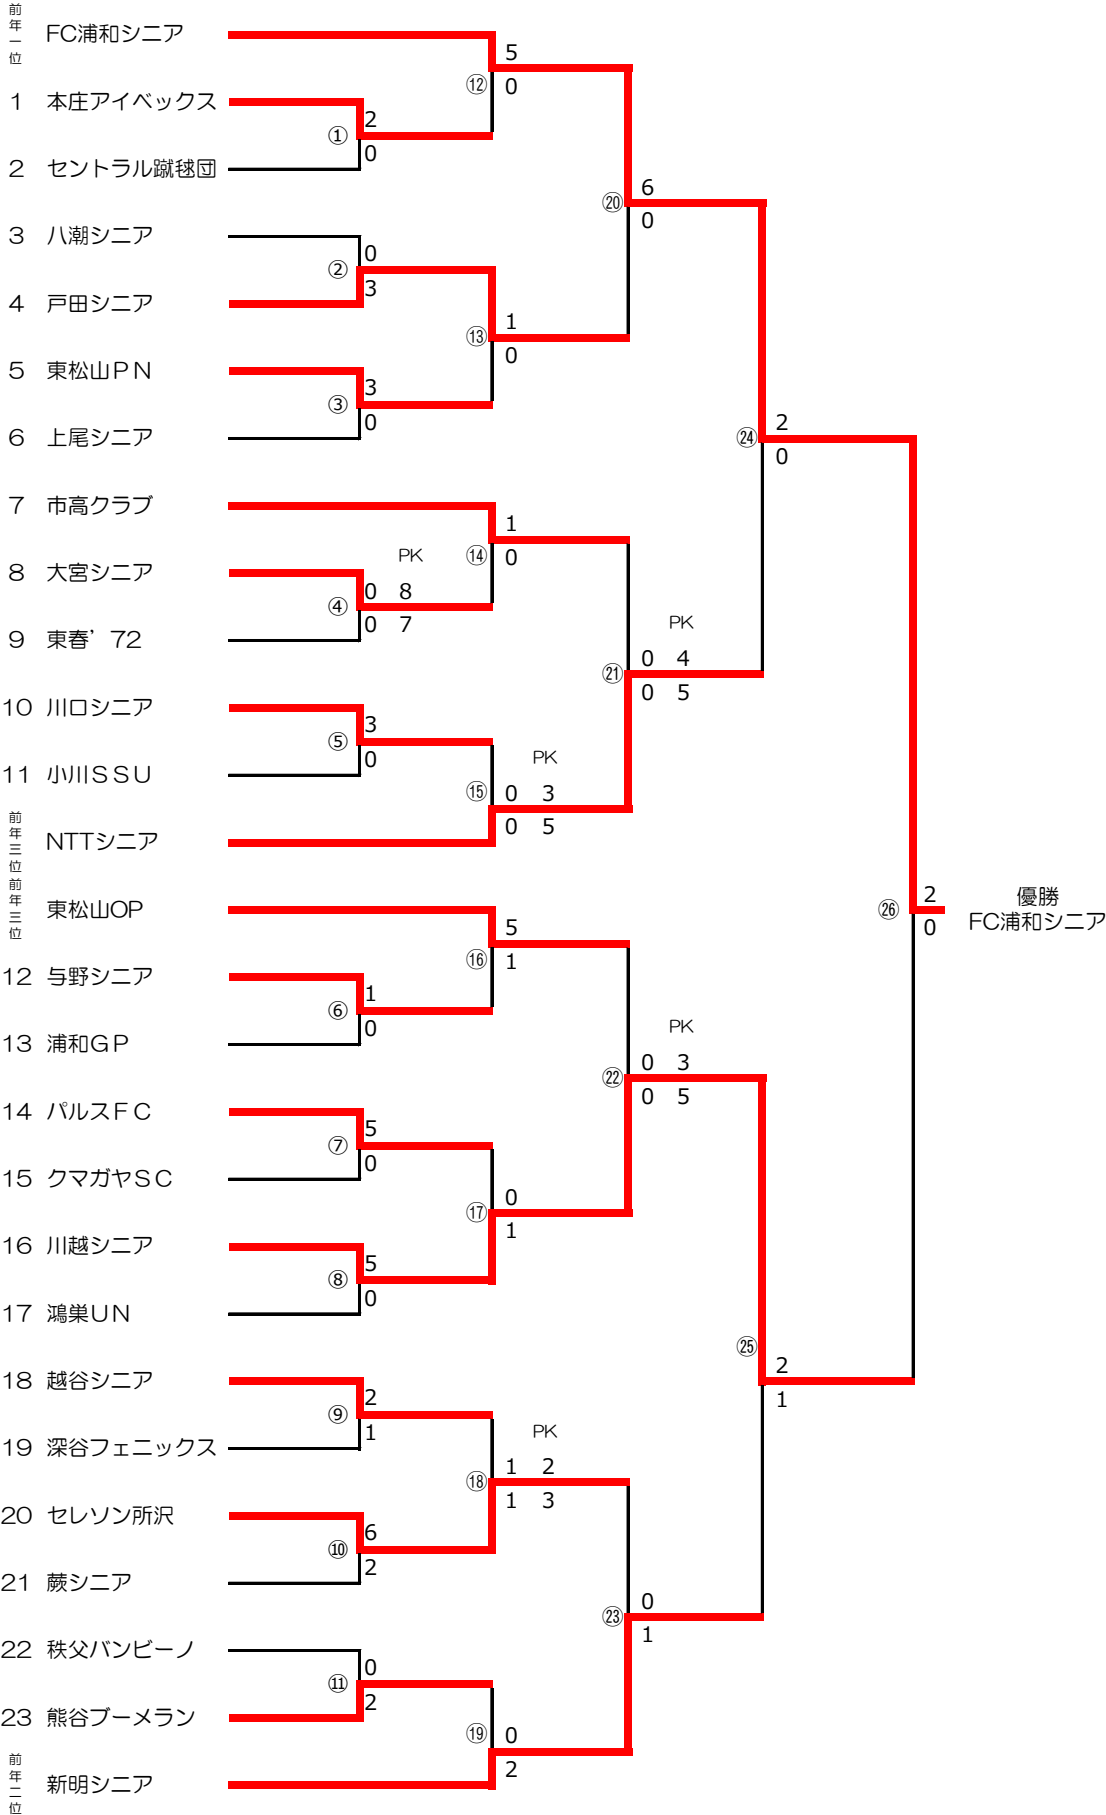 前年一位 FC浦和シニア
5
⑫ 0
1 本庄アイベックス
2
①
0
2 セントラル蹴球団
6
⑳
0
3 八潮シニア
0
②
3
4 戸田シニア
1
⑬
0
5 東松山ＰＮ
3
③
0
6 上尾シニア
2
㉔
0
7 市高クラブ
1
⑭ 0
PK
8 大宮シニア
0 8
④
0 7
9 東春’72
PK
0 4
㉑
0 5
10 川口シニア
3
⑤
0
11 小川ＳＳＵ
PK
⑮ 0 3
0 5
前年三位 NTTシニア
前年三位 東松山OP
5
⑯ 1
2
㉖
0
優勝
FC浦和シニア
12 与野シニア
1
⑥
0
13 浦和ＧＰ
PK
0 3
㉒
0 5
14 パルスＦＣ
5
⑦
0
15 クマガヤＳＣ
0
⑰
1
16 川越シニア
5
⑧
0
17 鴻巣ＵＮ
㉕
2
1
18 越谷シニア
2
⑨
1
19 深谷フェニックス
PK
1 2
⑱
1 3
20 セレソン所沢
6
⑩
2
21 蕨シニア
0
㉓
1
22 秩父バンビーノ
0
⑪
2
23 熊谷ブーメラン
⑲ 0
2
前年二位 新明シニア